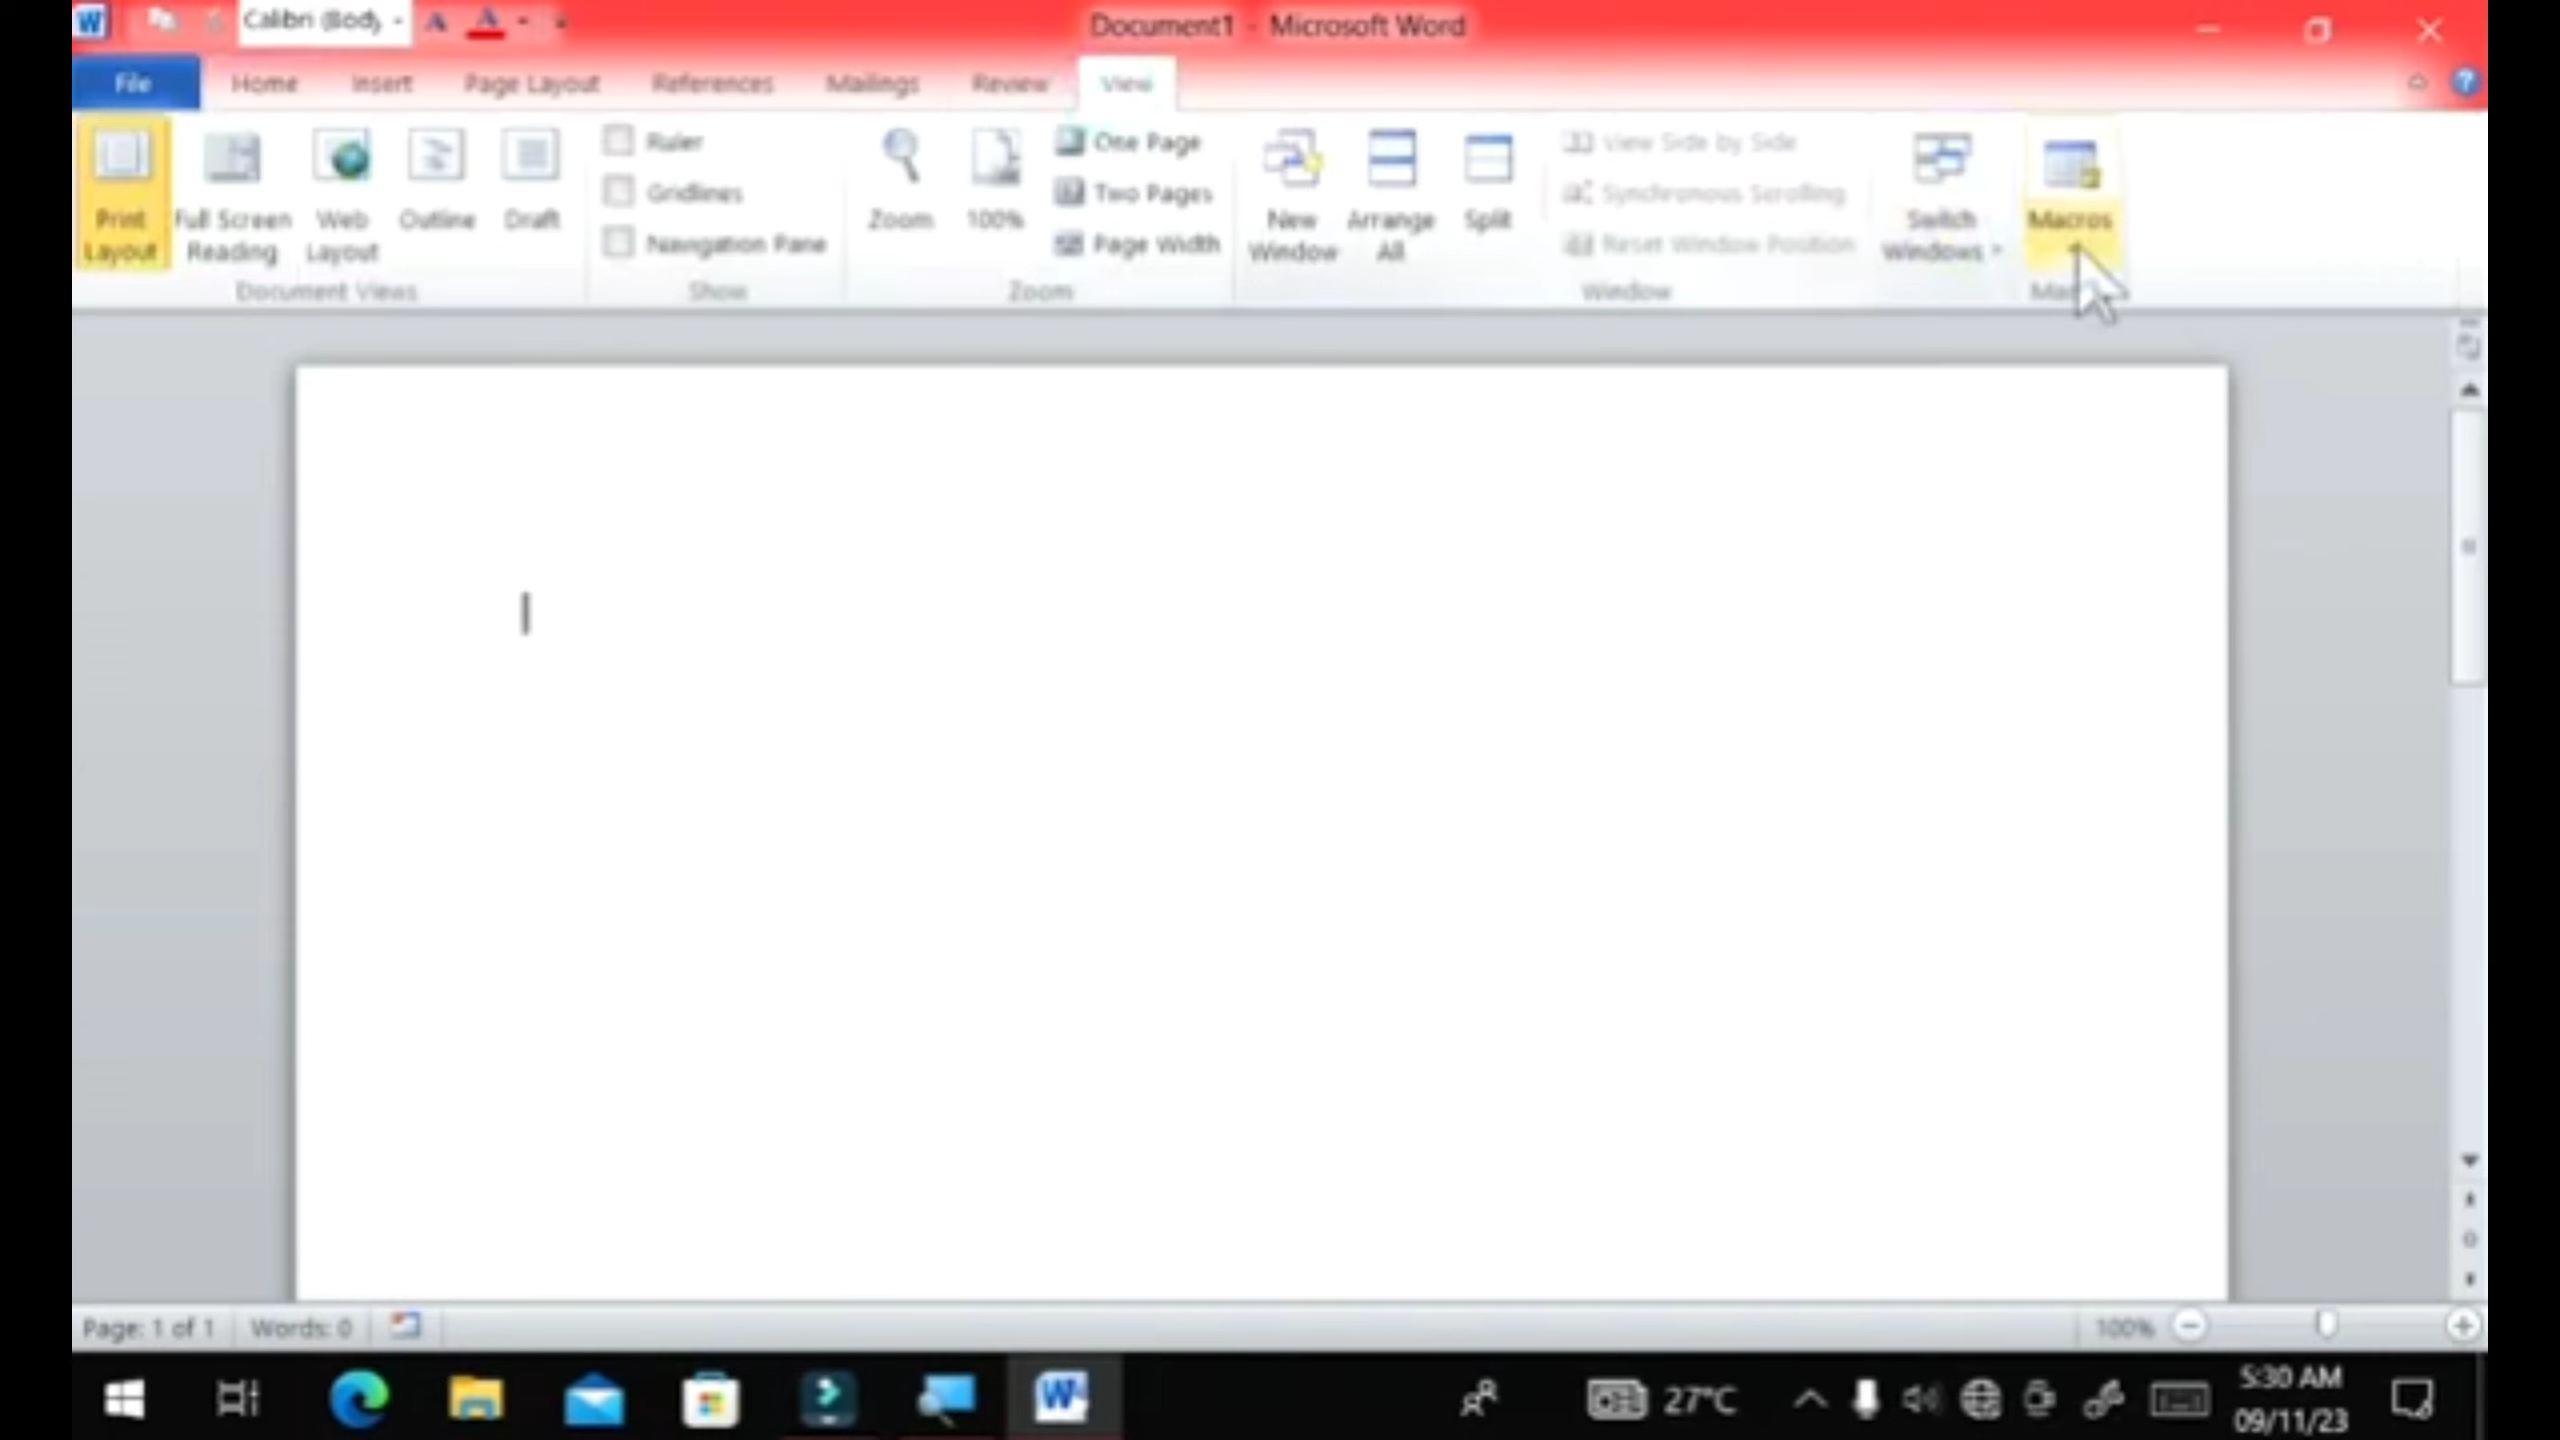 Calibri (Body
Document1 - Microsoft Word
File Home Insert Page Layout References Mailings Review View
Print Layout
Full Screen Reading
Web Layout
Outline
Draft
Document Views
Ruler
Gridlines
Navigation Pane
Show
Zoom
100%
One Page
Two Pages
Page Width
Zoom
New Window
Arrange All
Split
View Side by Side
Synchronous Scrolling
Reset Window Position
Window
Switch Windows
Macros
Page: 1 of 1 Words: 0
100%
27°C
5:30 AM
09/11/23